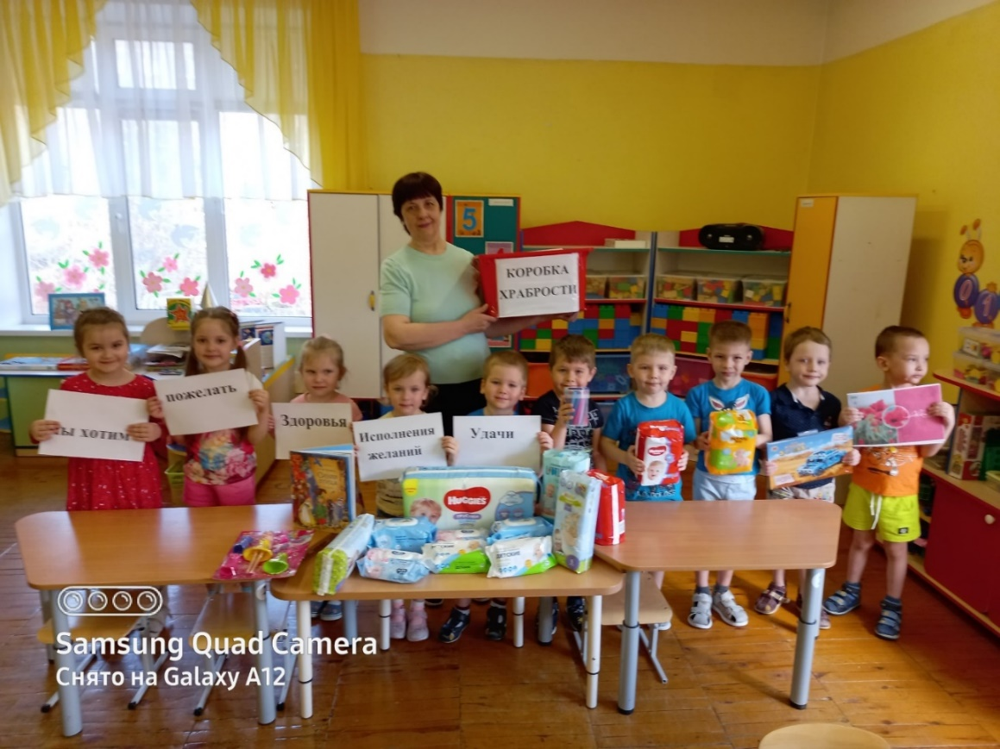 5
КОРОБКА
ХРАБРОСТИ
ы хотим
пожелать
Здоровья
Исполнения
желаний
Удачи
HUGGIES
Samsung Quad Camera
Снято на Galaxy A12